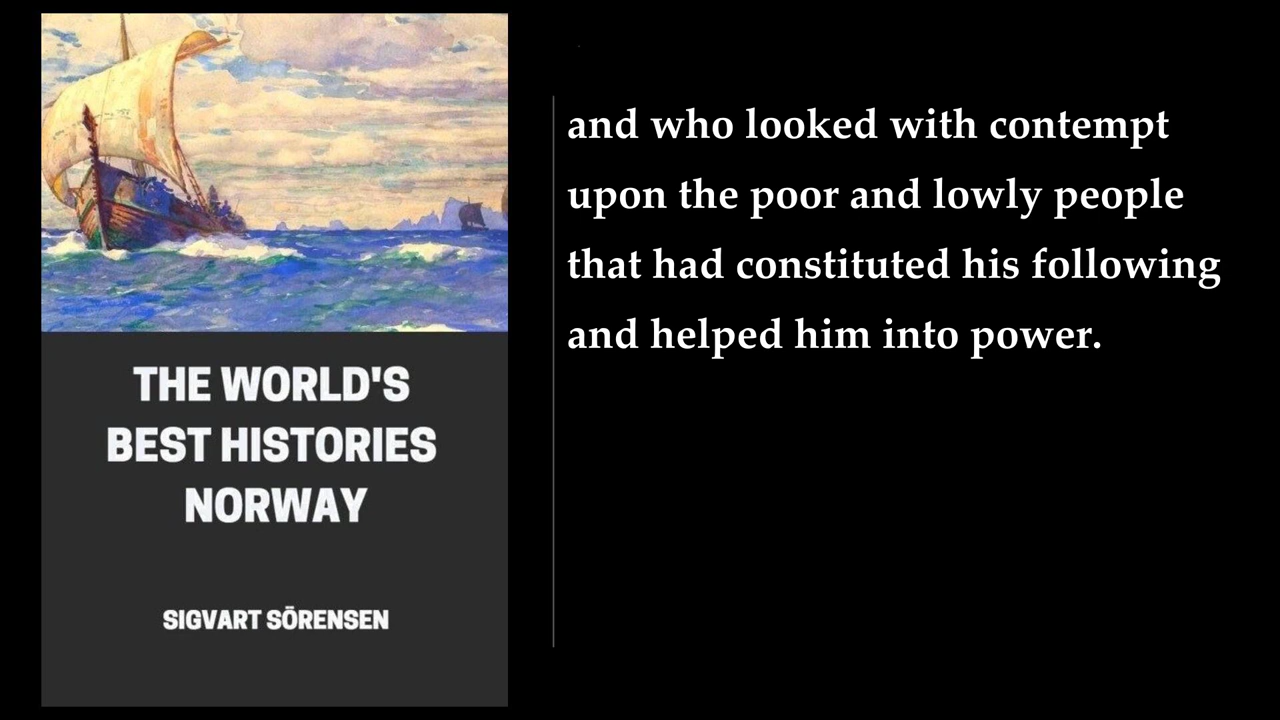 THE WORLD'S
BEST HISTORIES
NORWAY
SIGVART SÖRENSEN
and who looked with contempt
upon the poor and lowly people
that had constituted his following
and helped him into power.